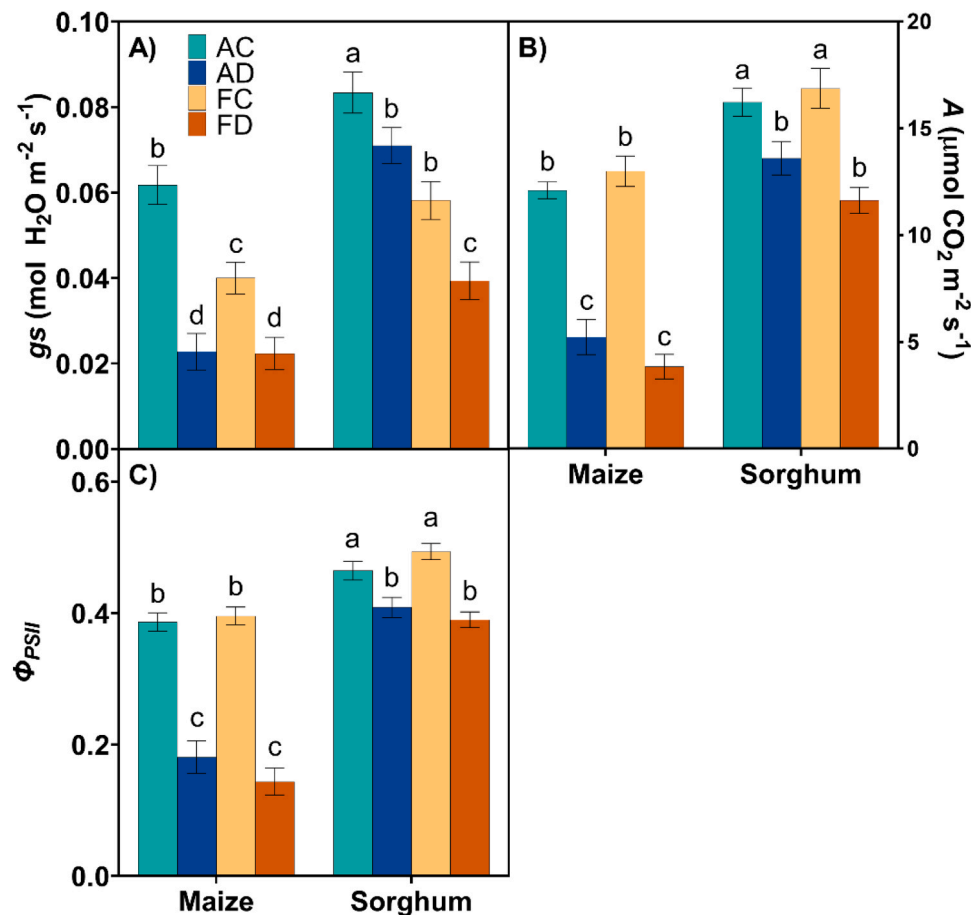 A)
AC
AD
FC
FD
0.10
0.08
0.06
0.04
0.02
0.00
gs (mol H₂O m⁻² s⁻¹)
b
d
c
d
a
b
b
c
B)
20
15
10
5
0
A (μmol CO₂ m⁻² s⁻¹)
b
c
b
c
a
b
a
b
Maize Sorghum
C)
0.6
0.4
0.2
0.0
Φ_PSII
b
c
b
c
a
b
a
b
Maize Sorghum